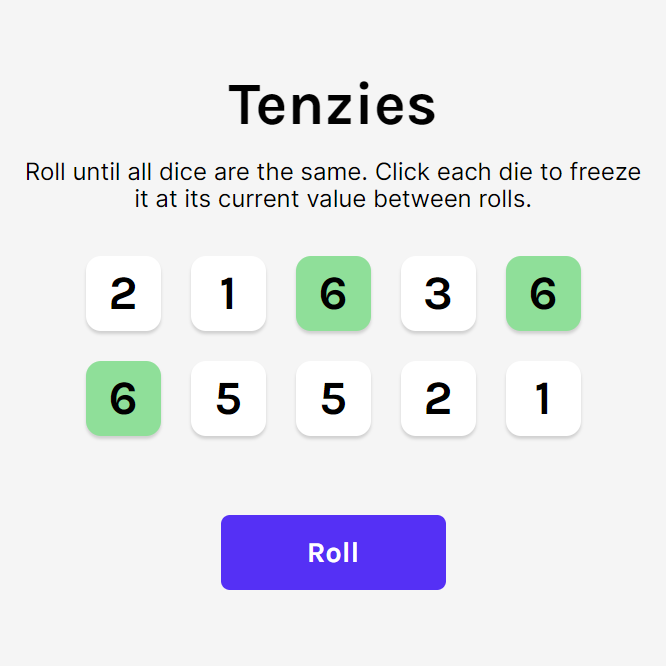 Tenzies
Roll until all dice are the same. Click each die to freeze
it at its current value between rolls.
2 1 6 3 6
6 5 5 2 1
Roll